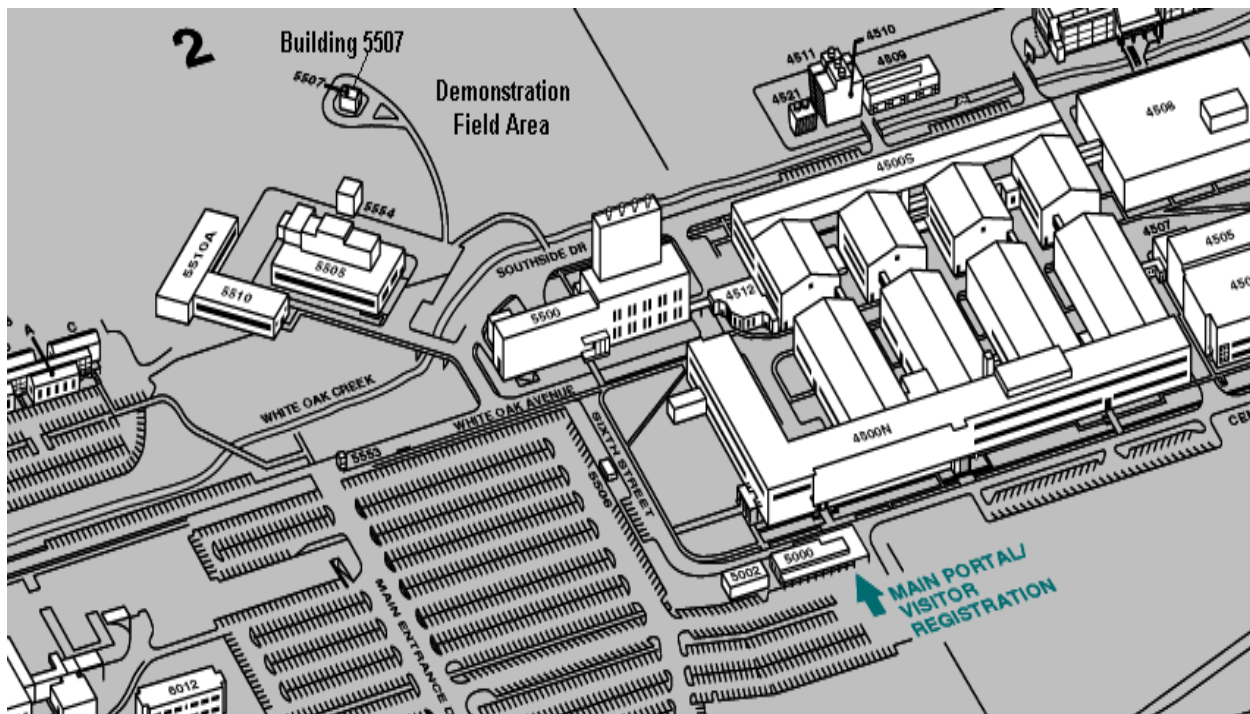 2
Building 5507
5507
Demonstration
Field Area
4510
4511
4509
4521
4508
4500S
5554
5510A
5505
5510
SOUTHSIDE DR
4507
4505
4512
5500
A
C
WHITE OAK CREEK
WHITE OAK AVENUE
4500N
5553
SIXTH STREET
5506
5000
5002
MAIN PORTAL/
VISITOR
REGISTRATION
MAIN ENTRANCE
6012